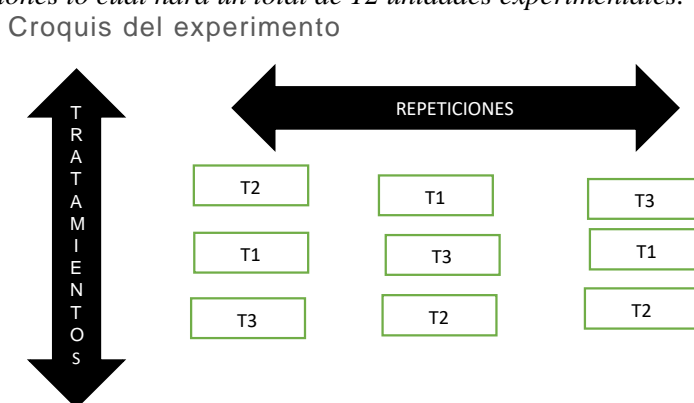 iones lo cual hará un total de 12 unidades experimentales.
Croquis del experimento
TRATAMIENTOS
REPETICIONES
T2 T1 T3
T1 T3 T1
T3 T2 T2